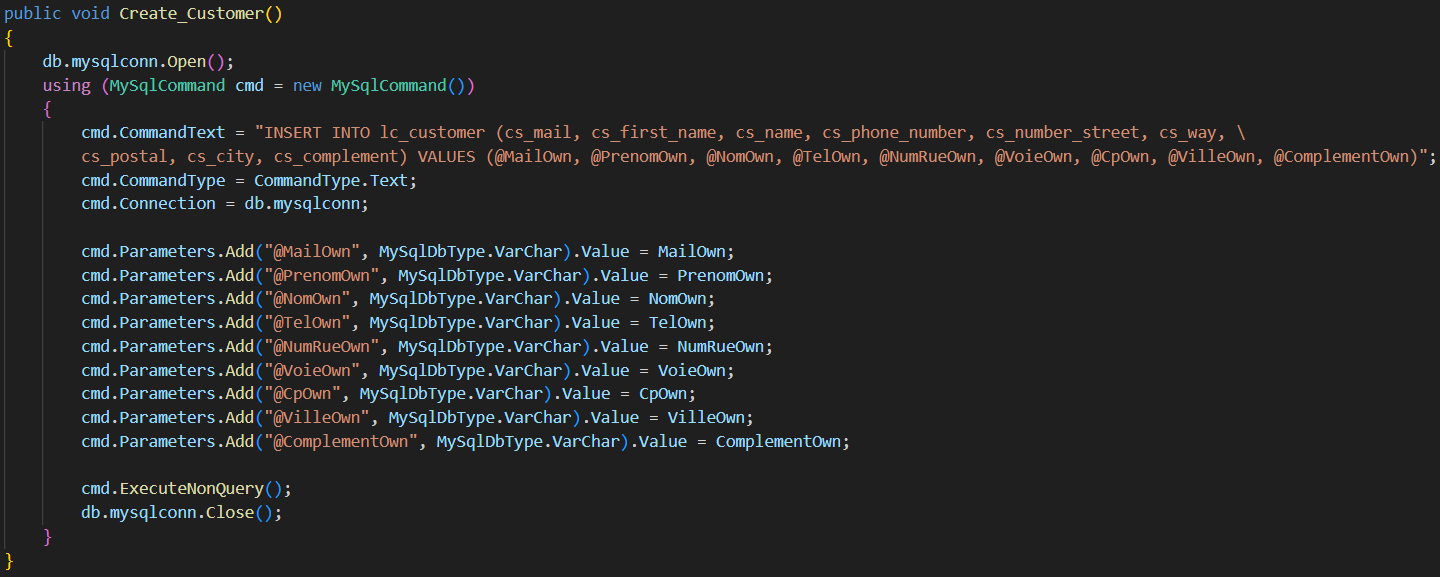 public void Create_Customer()
{
    db.mysqlconn.Open();
    using (MySqlCommand cmd = new MySqlCommand())
    {
        cmd.CommandText = "INSERT INTO lc_customer (cs_mail, cs_first_name, cs_name, cs_phone_number, cs_number_street, cs_way, \
        cs_postal, cs_city, cs_complement) VALUES (@MailOwn, @PrenomOwn, @NomOwn, @TelOwn, @NumRueOwn, @VoieOwn, @CpOwn, @VilleOwn, @ComplementOwn)";
        cmd.CommandType = CommandType.Text;
        cmd.Connection = db.mysqlconn;

        cmd.Parameters.Add("@MailOwn", MySqlDbType.VarChar).Value = MailOwn;
        cmd.Parameters.Add("@PrenomOwn", MySqlDbType.VarChar).Value = PrenomOwn;
        cmd.Parameters.Add("@NomOwn", MySqlDbType.VarChar).Value = NomOwn;
        cmd.Parameters.Add("@TelOwn", MySqlDbType.VarChar).Value = TelOwn;
        cmd.Parameters.Add("@NumRueOwn", MySqlDbType.VarChar).Value = NumRueOwn;
        cmd.Parameters.Add("@VoieOwn", MySqlDbType.VarChar).Value = VoieOwn;
        cmd.Parameters.Add("@CpOwn", MySqlDbType.VarChar).Value = CpOwn;
        cmd.Parameters.Add("@VilleOwn", MySqlDbType.VarChar).Value = VilleOwn;
        cmd.Parameters.Add("@ComplementOwn", MySqlDbType.VarChar).Value = ComplementOwn;

        cmd.ExecuteNonQuery();
        db.mysqlconn.Close();
    }
}